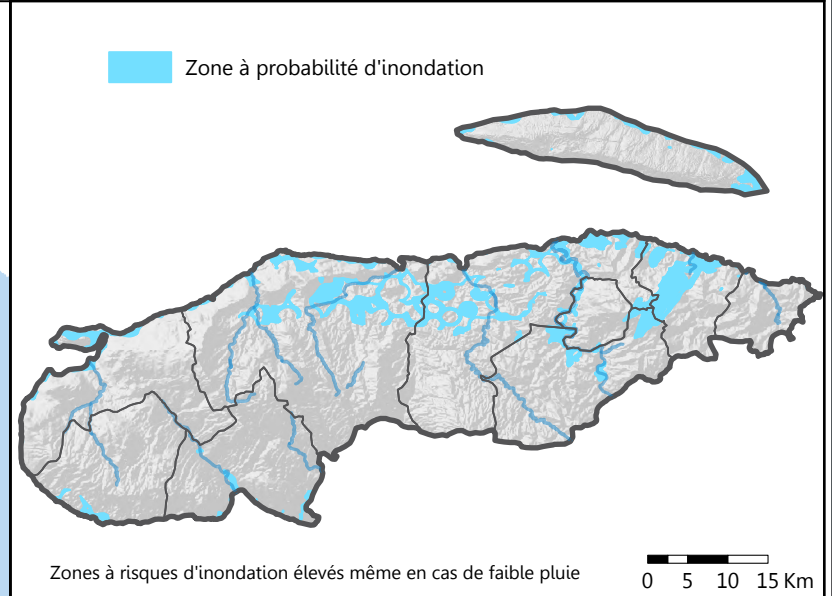 Zone à probabilité d'inondation
Zones à risques d'inondation élevés même en cas de faible pluie
0 5 10 15 Km